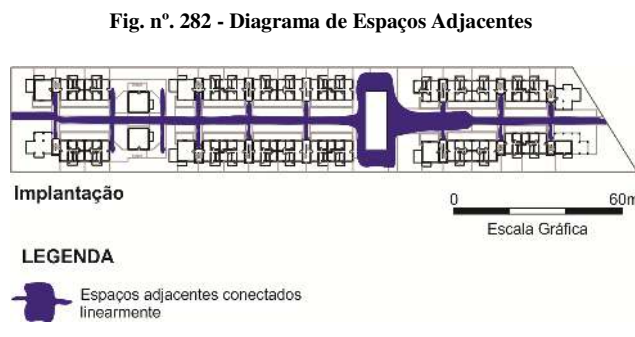 Fig. nº. 282 - Diagrama de Espaços Adjacentes
Implantação
0 60m
Escala Gráfica
LEGENDA
Espaços adjacentes conectados
linearmente